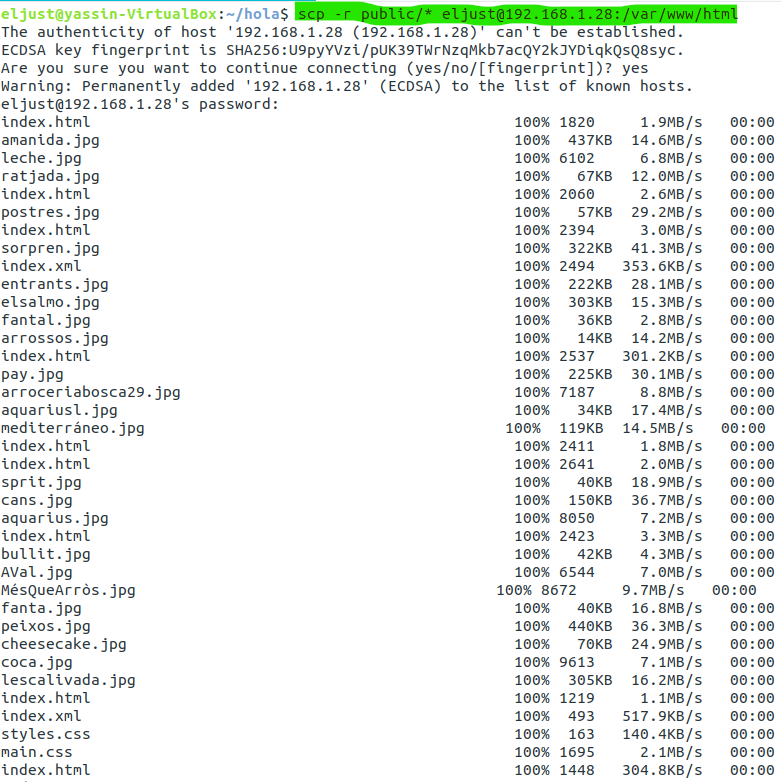 eljust@yassin-VirtualBox:~/hola$ scp -r public/* eljust@192.168.1.28:/var/www/html
The authenticity of host '192.168.1.28 (192.168.1.28)' can't be established.
ECDSA key fingerprint is SHA256:U9pyYVzi/pUK39TWrNzqMkb7acQY2kJYDiqkQsQ8syc.
Are you sure you want to continue connecting (yes/no/[fingerprint])? yes
Warning: Permanently added '192.168.1.28' (ECDSA) to the list of known hosts.
eljust@192.168.1.28's password:
index.html 100% 1820 1.9MB/s 00:00
amanida.jpg 100% 437KB 14.6MB/s 00:00
leche.jpg 100% 6102 6.8MB/s 00:00
ratjada.jpg 100% 67KB 12.0MB/s 00:00
index.html 100% 2060 2.6MB/s 00:00
postres.jpg 100% 57KB 29.2MB/s 00:00
index.html 100% 2394 3.0MB/s 00:00
sorpren.jpg 100% 322KB 41.3MB/s 00:00
index.xml 100% 2494 353.6KB/s 00:00
entrants.jpg 100% 222KB 28.1MB/s 00:00
elsalmo.jpg 100% 303KB 15.3MB/s 00:00
fantal.jpg 100% 36KB 2.8MB/s 00:00
arrossos.jpg 100% 14KB 14.2MB/s 00:00
index.html 100% 2537 301.2KB/s 00:00
pay.jpg 100% 225KB 30.1MB/s 00:00
arroceriabosca29.jpg 100% 7187 8.8MB/s 00:00
aquariusl.jpg 100% 34KB 17.4MB/s 00:00
mediterráneo.jpg 100% 119KB 14.5MB/s 00:00
index.html 100% 2411 1.8MB/s 00:00
index.html 100% 2641 2.0MB/s 00:00
sprit.jpg 100% 40KB 18.9MB/s 00:00
cans.jpg 100% 150KB 36.7MB/s 00:00
aquarius.jpg 100% 8050 7.2MB/s 00:00
index.html 100% 2423 3.3MB/s 00:00
bullit.jpg 100% 42KB 4.3MB/s 00:00
AVal.jpg 100% 6544 7.0MB/s 00:00
MésQueArròs.jpg 100% 8672 9.7MB/s 00:00
fanta.jpg 100% 40KB 16.8MB/s 00:00
peixos.jpg 100% 440KB 36.3MB/s 00:00
cheesecake.jpg 100% 70KB 24.9MB/s 00:00
coca.jpg 100% 9613 7.1MB/s 00:00
lescalivada.jpg 100% 305KB 16.2MB/s 00:00
index.html 100% 1219 1.1MB/s 00:00
index.xml 100% 493 517.9KB/s 00:00
styles.css 100% 163 140.4KB/s 00:00
main.css 100% 1695 2.1MB/s 00:00
index.html 100% 1448 304.8KB/s 00:00